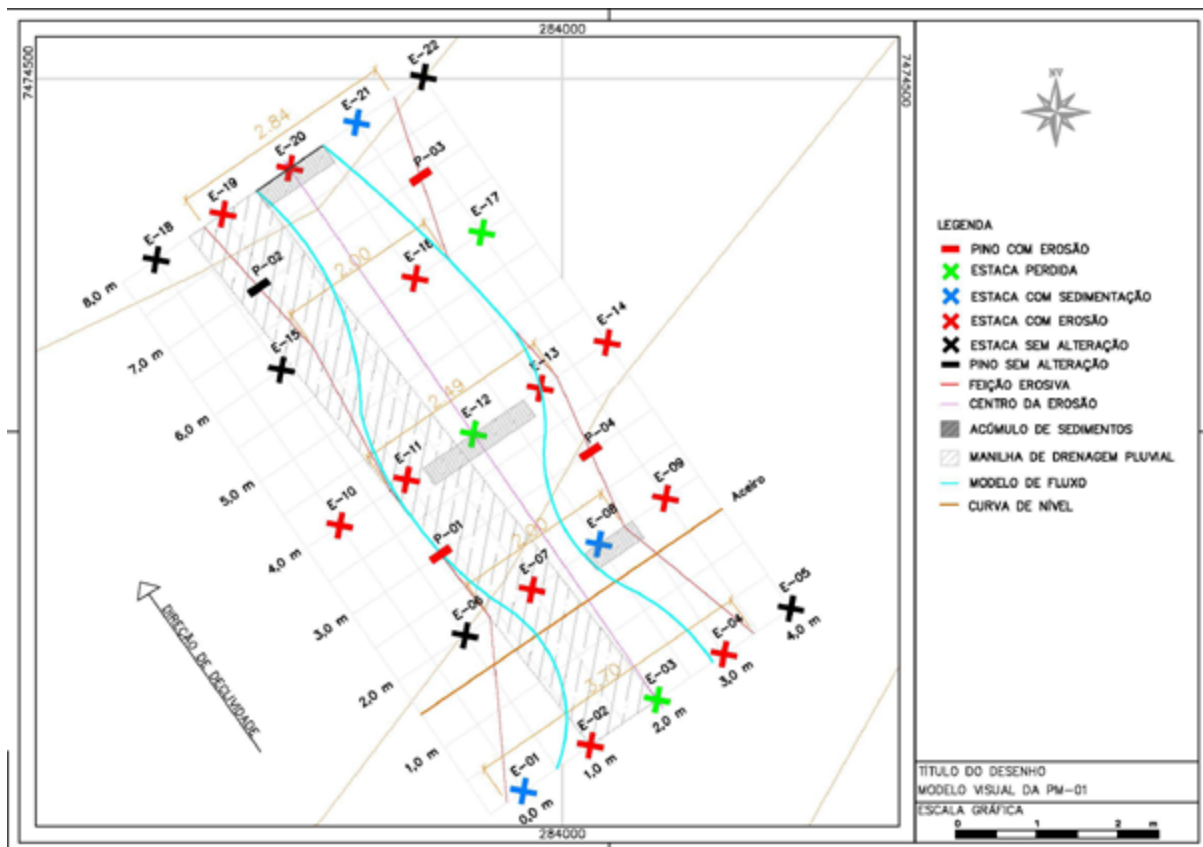 284000
7474500
7474500
E-22
E-21
2.84
E-20
P-03
E-19
E-17
E-18
P-02
2.00
E-16
8,0 m
E-14
E-15
7,0 m
E-13
2.49
E-12
6,0 m
P-04
E-11
E-09
5,0 m
Aceiro
E-10
E-08
P-01
4,0 m
E-07
E-05
E-06
3,0 m
4,0 m
E-04
DIREÇÃO DE DECLIVIDADE
3,0 m
3.70
E-03
2,0 m
2,0 m
E-02
1,0 m
1,0 m
E-01
0,0 m
284000
NV
LEGENDA
PINO COM EROSÃO
ESTACA PERDIDA
ESTACA COM SEDIMENTAÇÃO
ESTACA COM EROSÃO
ESTACA SEM ALTERAÇÃO
PINO SEM ALTERAÇÃO
FEIÇÃO EROSIVA
CENTRO DA EROSÃO
ACÚMULO DE SEDIMENTOS
MANILHA DE DRENAGEM PLUVIAL
MODELO DE FLUXO
CURVA DE NÍVEL
TÍTULO DO DESENHO
MODELO VISUAL DA PM-01
ESCALA GRÁFICA
0 1 2 m